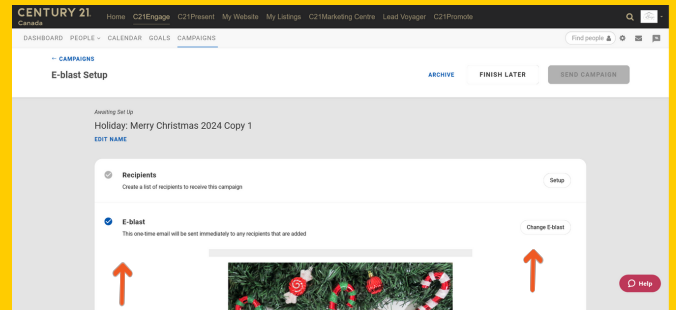 CENTURY 21.
Canada
Home C21Engage C21Present My Website My Listings C21Marketing Centre Lead Voyager C21Promote
DASHBOARD PEOPLE CALENDAR GOALS CAMPAIGNS
Find people
← CAMPAIGNS
E-blast Setup
ARCHIVE FINISH LATER SEND CAMPAIGN
Awaiting Set Up
Holiday: Merry Christmas 2024 Copy 1
EDIT NAME
Recipients
Create a list of recipients to receive this campaign
Setup
E-blast
This one-time email will be sent immediately to any recipients that are added
Change E-blast
Help